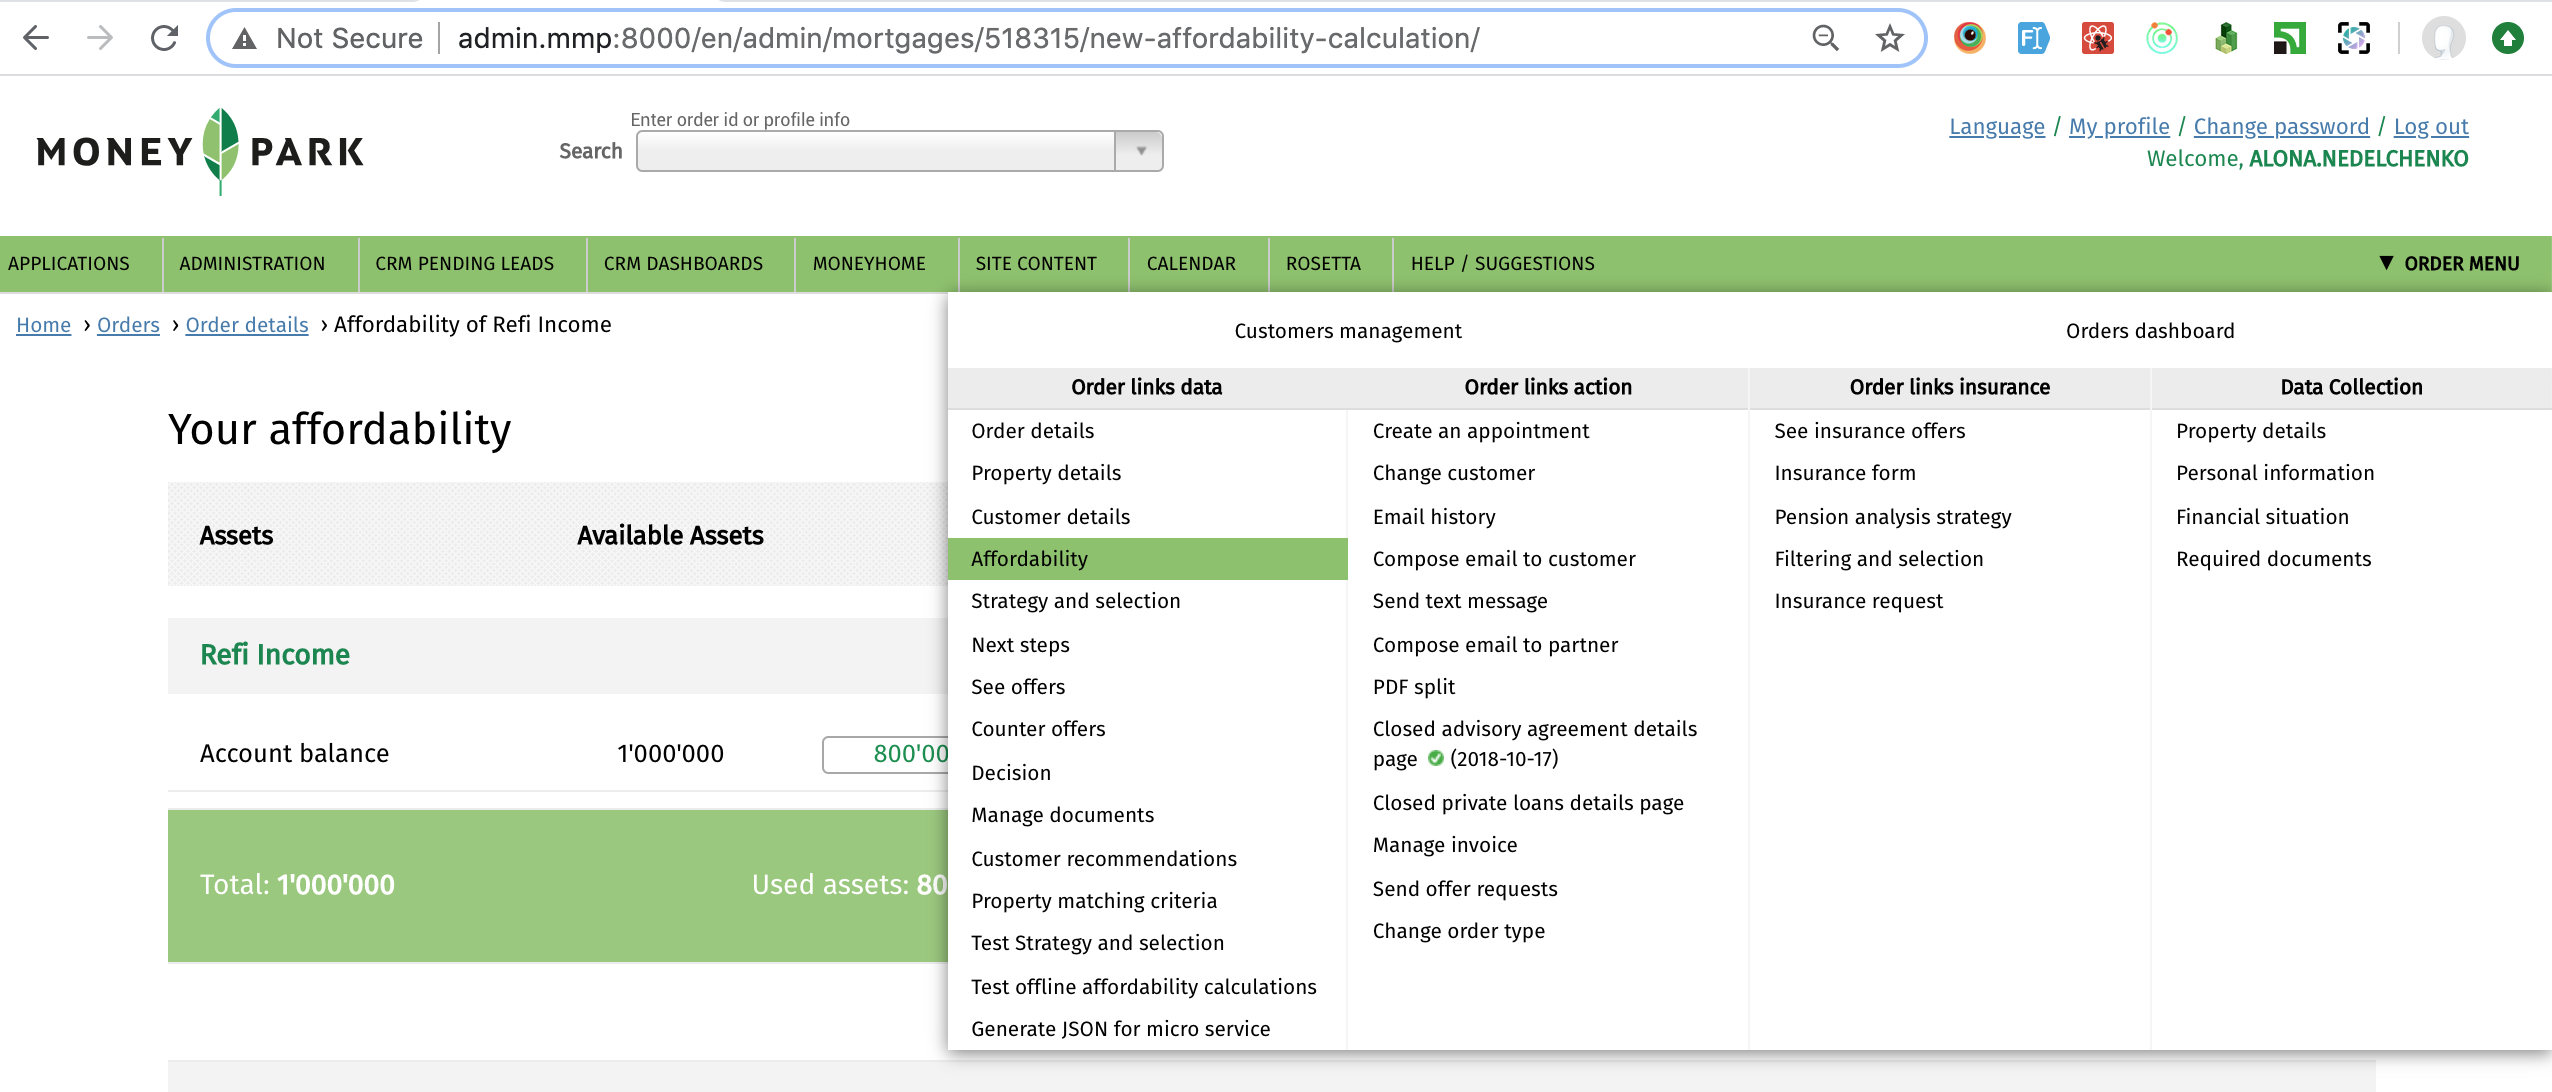 Not Secure
admin.mmp:8000/en/admin/mortgages/518315/new-affordability-calculation/
MONEY PARK
Enter order id or profile info
Search
Language / My profile / Change password / Log out
Welcome, ALONA.NEDELCHENKO
APPLICATIONS
ADMINISTRATION
CRM PENDING LEADS
CRM DASHBOARDS
MONEYHOME
SITE CONTENT
CALENDAR
ROSETTA
HELP / SUGGESTIONS
▼ ORDER MENU
Home › Orders › Order details › Affordability of Refi Income
Your affordability
Assets
Available Assets
Refi Income
Account balance
1'000'000
800'00
Total: 1'000'000
Used assets: 80
Customers management
Orders dashboard
Order links data
Order details
Property details
Customer details
Affordability
Strategy and selection
Next steps
See offers
Counter offers
Decision
Manage documents
Customer recommendations
Property matching criteria
Test Strategy and selection
Test offline affordability calculations
Generate JSON for micro service
Order links action
Create an appointment
Change customer
Email history
Compose email to customer
Send text message
Compose email to partner
PDF split
Closed advisory agreement details
page (2018-10-17)
Closed private loans details page
Manage invoice
Send offer requests
Change order type
Order links insurance
See insurance offers
Insurance form
Pension analysis strategy
Filtering and selection
Insurance request
Data Collection
Property details
Personal information
Financial situation
Required documents